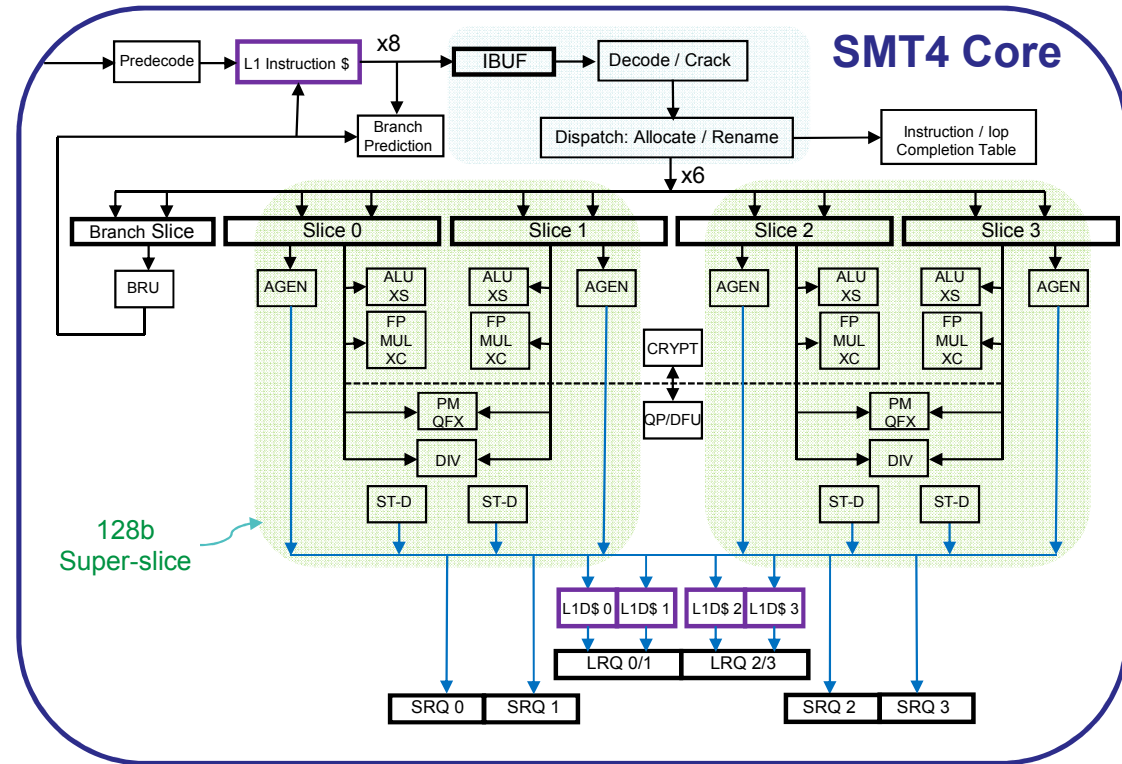 SMT4 Core
Predecode
L1 Instruction $
x8
IBUF
Decode / Crack
Branch
Prediction
Dispatch: Allocate / Rename
Instruction / Iop
Completion Table
x6
Branch Slice
Slice 0
Slice 1
Slice 2
Slice 3
BRU
AGEN
ALU
XS
ALU
XS
AGEN
AGEN
ALU
XS
ALU
XS
AGEN
FP
MUL
XC
FP
MUL
XC
CRYPT
FP
MUL
XC
FP
MUL
XC
PM
QFX
QP/DFU
PM
QFX
DIV
DIV
ST-D
ST-D
ST-D
ST-D
128b
Super-slice
L1D$ 0
L1D$ 1
L1D$ 2
L1D$ 3
LRQ 0/1
LRQ 2/3
SRQ 0
SRQ 1
SRQ 2
SRQ 3